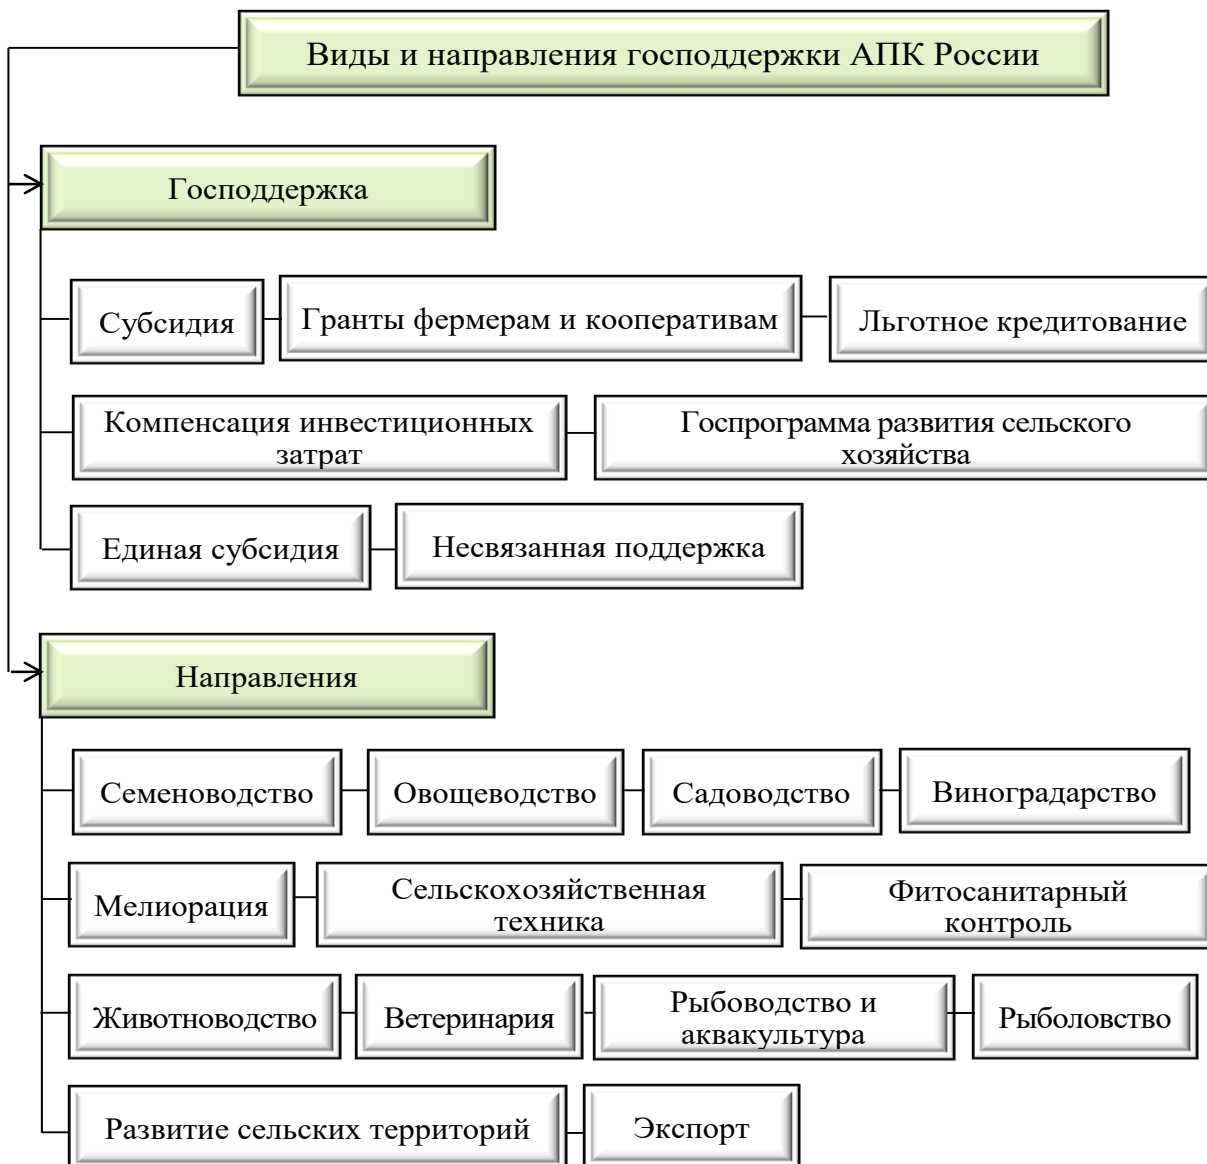 Виды и направления господдержки АПК России
Господдержка
Субсидия
Гранты фермерам и кооперативам
Льготное кредитование
Компенсация инвестиционных
затрат
Госпрограмма развития сельского
хозяйства
Единая субсидия
Несвязанная поддержка
Направления
Семеноводство
Овощеводство
Садоводство
Виноградарство
Мелиорация
Сельскохозяйственная
техника
Фитосанитарный
контроль
Животноводство
Ветеринария
Рыбоводство и
аквакультура
Рыболовство
Развитие сельских территорий
Экспорт